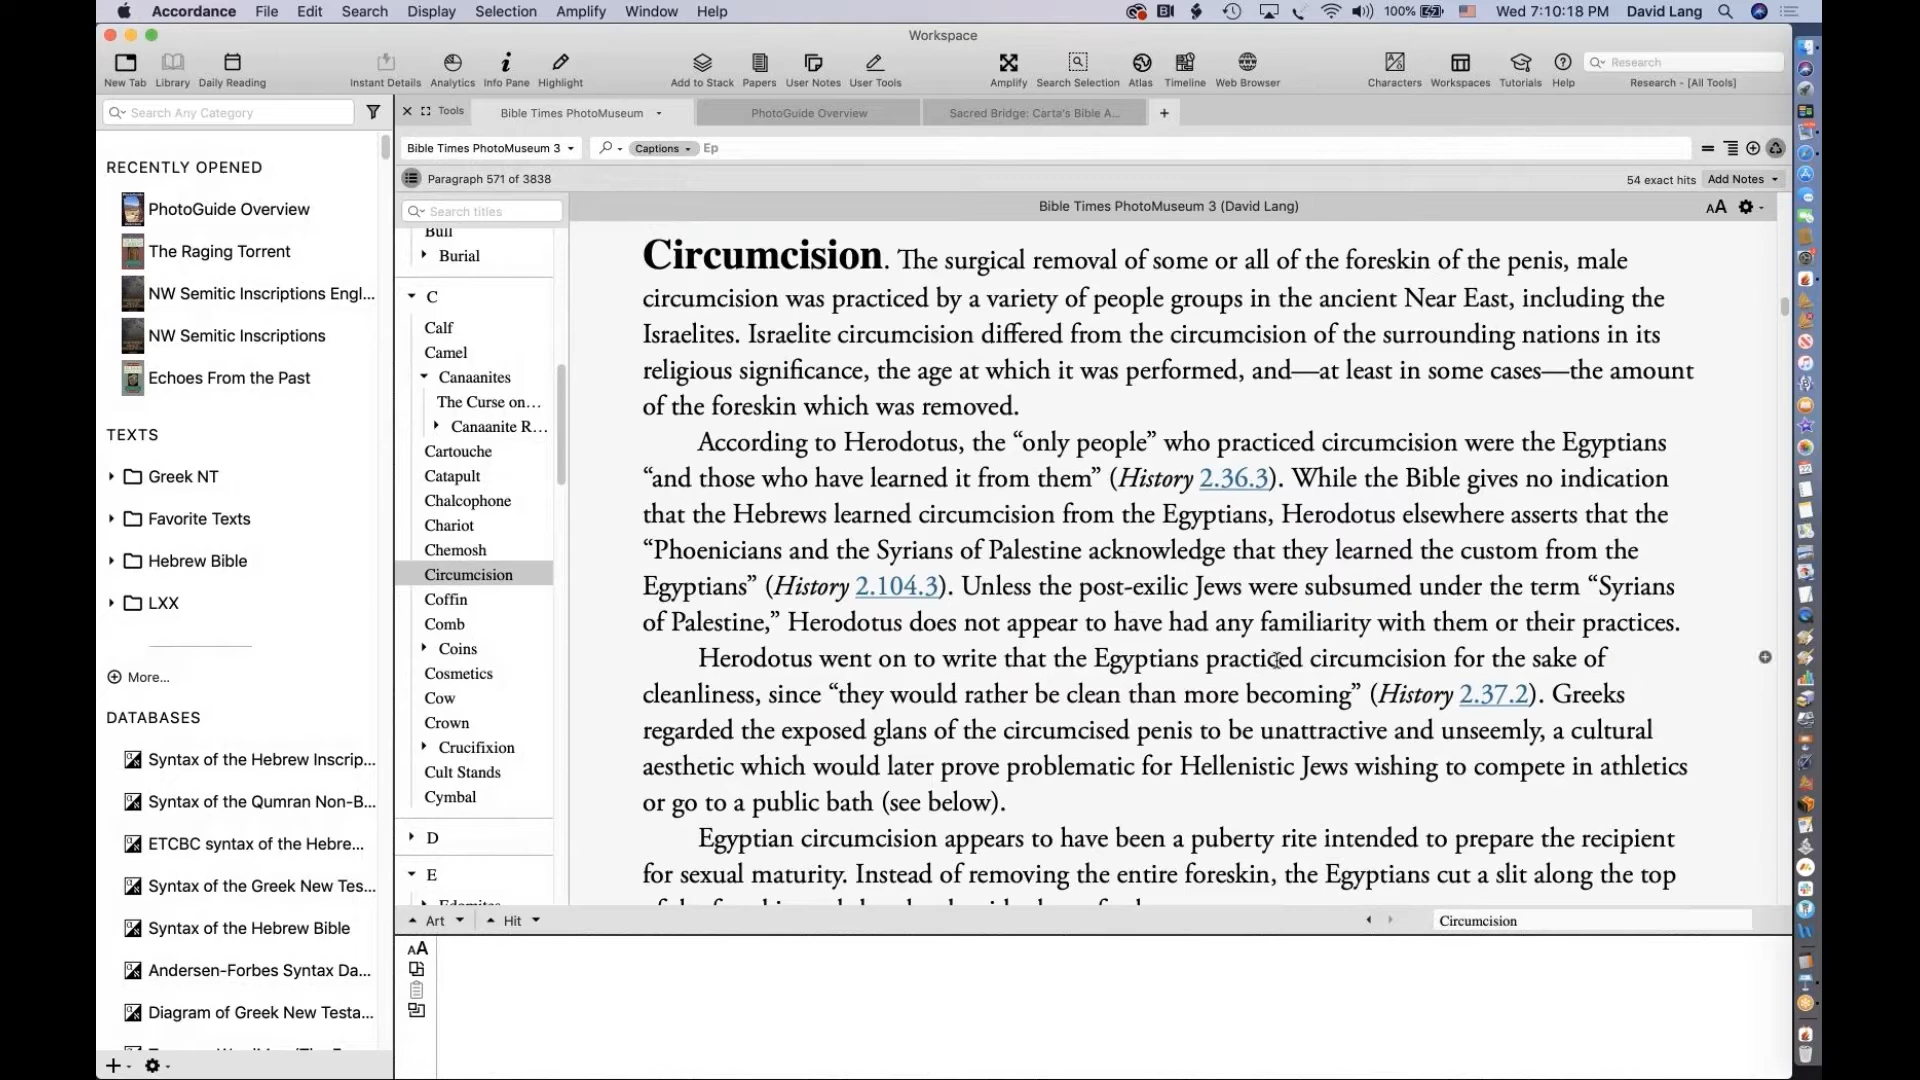 Accordance File Edit Search Display Selection Amplify Window Help 100% Wed 7:10:18 PM David Lang
Workspace
New Tab Library Daily Reading Instant Details Analytics Info Pane Highlight Add to Stack Papers User Notes User Tools Amplify Search Selection Atlas Timeline Web Browser Characters Workspaces Tutorials Help Research
Research - [All Tools]
Search Any Category
Tools Bible Times PhotoMuseum PhotoGuide Overview Sacred Bridge: Carta's Bible A...
Bible Times PhotoMuseum 3 Captions Ep
Paragraph 571 of 3838 54 exact hits Add Notes
Search titles
Bible Times PhotoMuseum 3 (David Lang) AA
RECENTLY OPENED
PhotoGuide Overview
The Raging Torrent
NW Semitic Inscriptions Engl...
NW Semitic Inscriptions
Echoes From the Past
TEXTS
Greek NT
Favorite Texts
Hebrew Bible
LXX
More...
DATABASES
Syntax of the Hebrew Inscrip...
Syntax of the Qumran Non-B...
ETCBC syntax of the Hebre...
Syntax of the Greek New Tes...
Syntax of the Hebrew Bible
Andersen-Forbes Syntax Da...
Diagram of Greek New Testa...
Bull
Burial
C
Calf
Camel
Canaanites
The Curse on...
Canaanite R...
Cartouche
Catapult
Chalcophone
Chariot
Chemosh
Circumcision
Coffin
Comb
Coins
Cosmetics
Cow
Crown
Crucifixion
Cult Stands
Cymbal
D
E
Edomites
Circumcision. The surgical removal of some or all of the foreskin of the penis, male
circumcision was practiced by a variety of people groups in the ancient Near East, including the
Israelites. Israelite circumcision differed from the circumcision of the surrounding nations in its
religious significance, the age at which it was performed, and—at least in some cases—the amount
of the foreskin which was removed.
According to Herodotus, the “only people” who practiced circumcision were the Egyptians
“and those who have learned it from them” (History 2.36.3). While the Bible gives no indication
that the Hebrews learned circumcision from the Egyptians, Herodotus elsewhere asserts that the
“Phoenicians and the Syrians of Palestine acknowledge that they learned the custom from the
Egyptians” (History 2.104.3). Unless the post-exilic Jews were subsumed under the term “Syrians
of Palestine,” Herodotus does not appear to have had any familiarity with them or their practices.
Herodotus went on to write that the Egyptians practiced circumcision for the sake of
cleanliness, since “they would rather be clean than more becoming” (History 2.37.2). Greeks
regarded the exposed glans of the circumcised penis to be unattractive and unseemly, a cultural
aesthetic which would later prove problematic for Hellenistic Jews wishing to compete in athletics
or go to a public bath (see below).
Egyptian circumcision appears to have been a puberty rite intended to prepare the recipient
for sexual maturity. Instead of removing the entire foreskin, the Egyptians cut a slit along the top
Art Hit Circumcision
AA